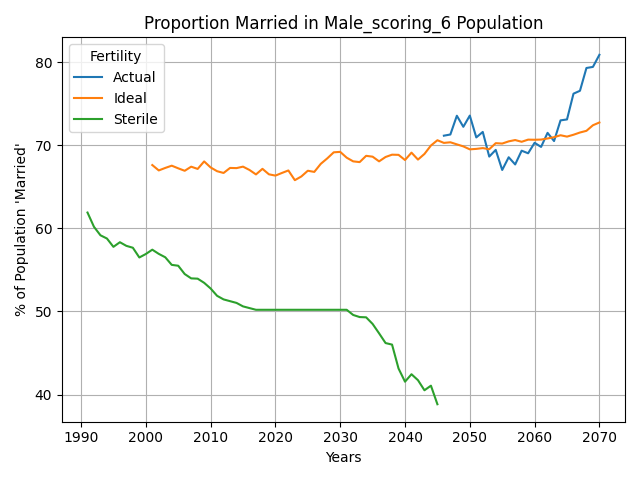 Proportion Married in Male_scoring_6 Population
Fertility
Actual
Ideal
Sterile
% of Population 'Married'
80
70
60
50
40
1990 2000 2010 2020 2030 2040 2050 2060 2070
Years